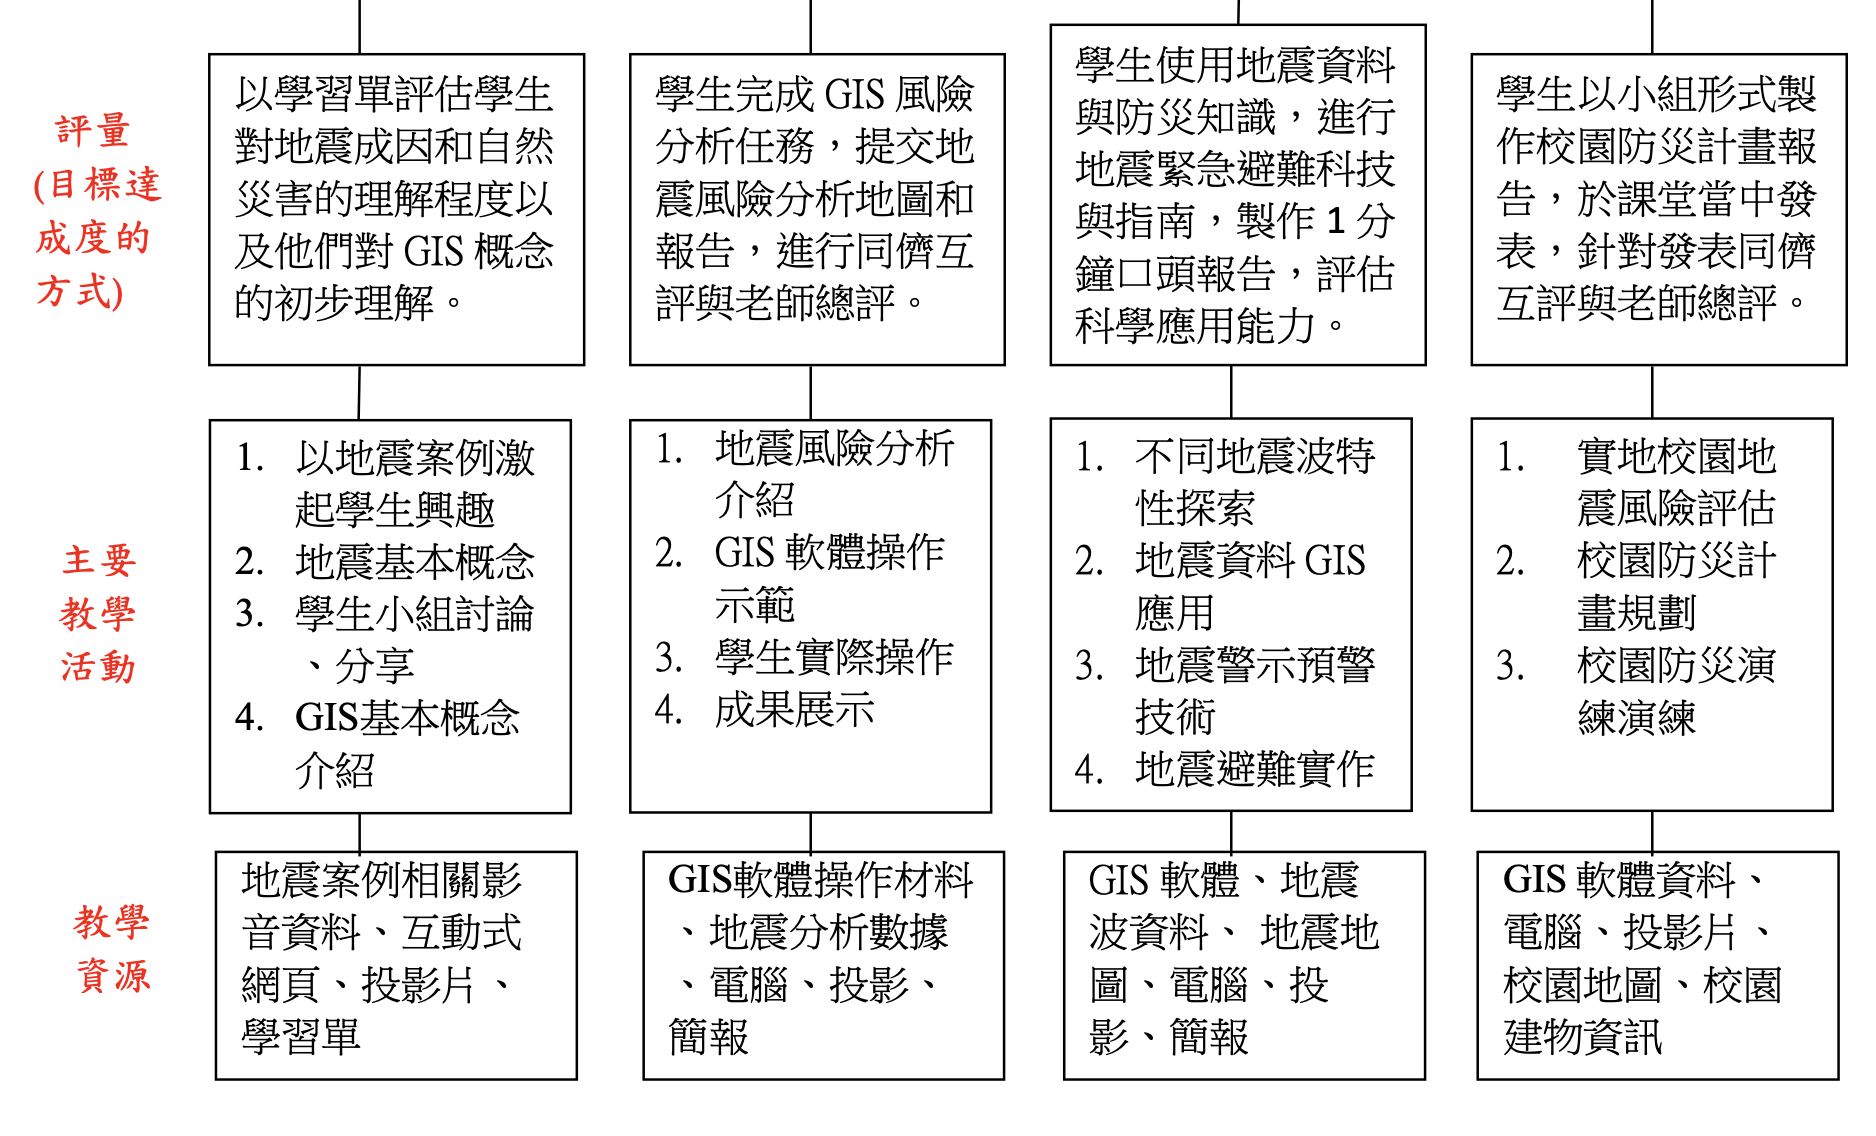 評量
(目標達
成度的
方式)
以學習單評估學生
對地震成因和自然
災害的理解程度以
及他們對 GIS 概念
的初步理解。
學生完成 GIS 風險
分析任務，提交地
震風險分析地圖和
報告，進行同儕互
評與老師總評。
學生使用地震資料
與防災知識，進行
地震緊急避難科技
與指南，製作 1 分
鐘口頭報告，評估
科學應用能力。
學生以小組形式製
作校園防災計畫報
告，於課堂當中發
表，針對發表同儕
互評與老師總評。
主要
教學
活動
1. 以地震案例激
起學生興趣
2. 地震基本概念
3. 學生小組討論
、分享
4. GIS基本概念
介紹
1. 地震風險分析
介紹
2. GIS 軟體操作
示範
3. 學生實際操作
4. 成果展示
1. 不同地震波特
性探索
2. 地震資料 GIS
應用
3. 地震警示預警
技術
4. 地震避難實作
1. 實地校園地
震風險評估
2. 校園防災計
畫規劃
3. 校園防災演
練演練
教學
資源
地震案例相關影
音資料、互動式
網頁、投影片、
學習單
GIS軟體操作材料
、地震分析數據
、電腦、投影、
簡報
GIS 軟體、地震
波資料、 地震地
圖、電腦、投
影、簡報
GIS 軟體資料、
電腦、投影片、
校園地圖、校園
建物資訊